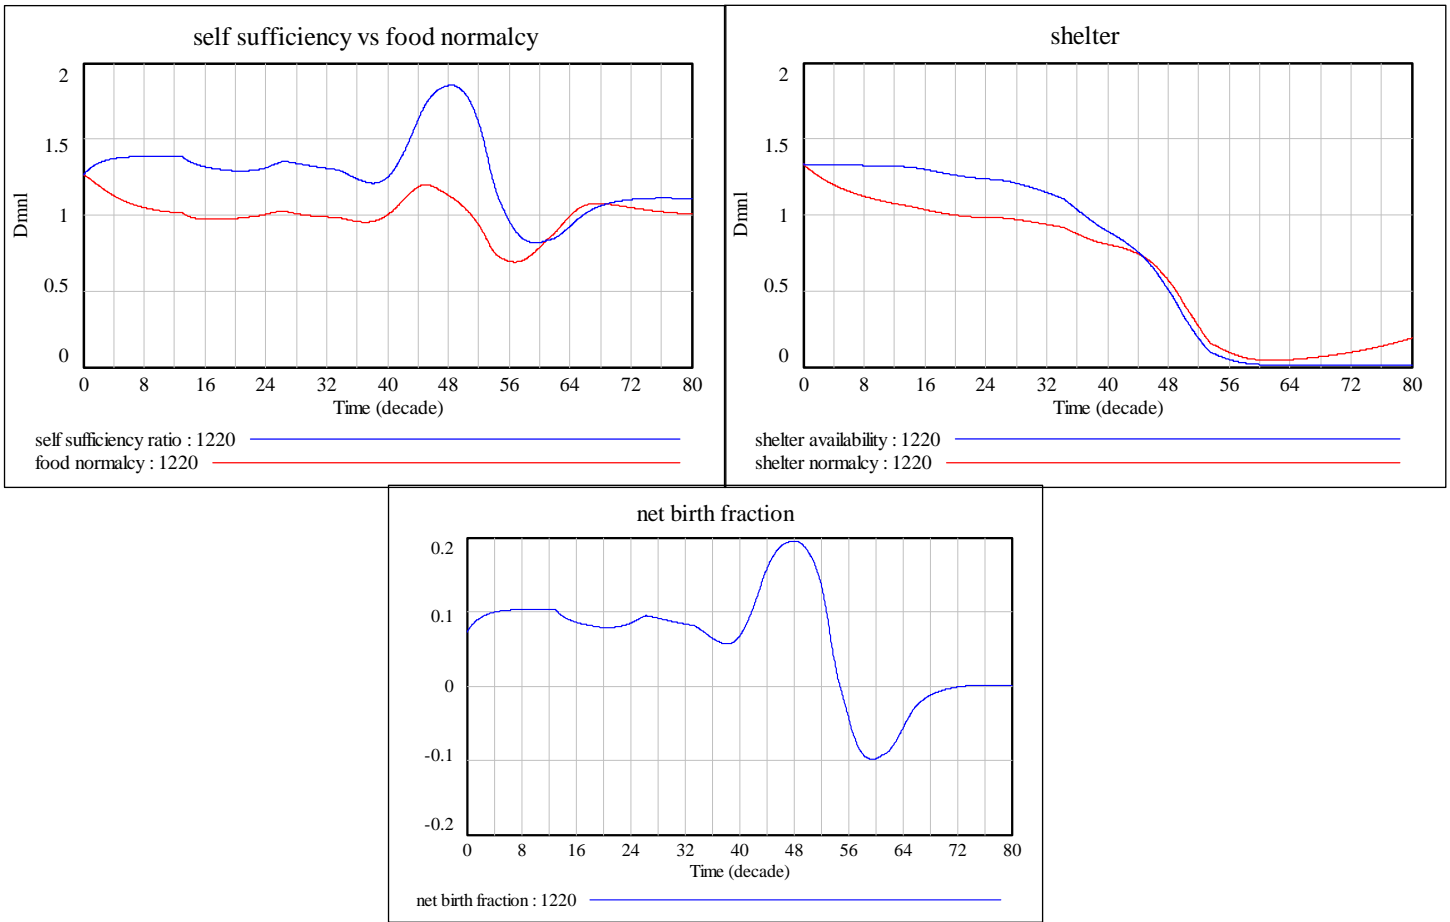 self sufficiency vs food normalcy
2
1.5
1
0.5
0
Dmnl
0 8 16 24 32 40 48 56 64 72 80
Time (decade)
self sufficiency ratio : 1220
food normalcy : 1220
shelter
2
1.5
1
0.5
0
Dmnl
0 8 16 24 32 40 48 56 64 72 80
Time (decade)
shelter availability : 1220
shelter normalcy : 1220
net birth fraction
0.2
0.1
0
-0.1
-0.2
0 8 16 24 32 40 48 56 64 72 80
Time (decade)
net birth fraction : 1220